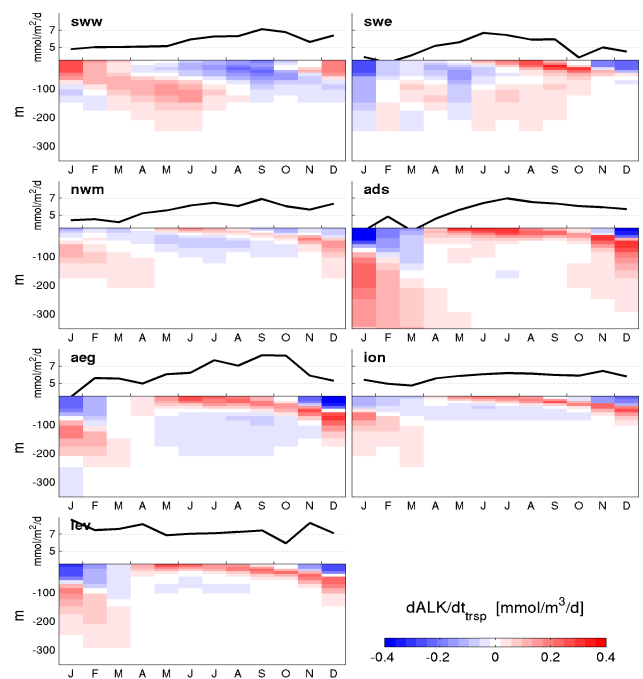 sww
swe
mmol/m²/d
7
5
m
-100
-200
-300
J F M A M J J A S O N D
J F M A M J J A S O N D
nwm
ads
mmol/m²/d
7
5
m
-100
-200
-300
J F M A M J J A S O N D
J F M A M J J A S O N D
aeg
ion
mmol/m²/d
7
5
m
-100
-200
-300
J F M A M J J A S O N D
J F M A M J J A S O N D
lev
mmol/m²/d
7
5
m
-100
-200
-300
J F M A M J J A S O N D
dALK/dt_trsp [mmol/m³/d]
-0.4 -0.2 0 0.2 0.4